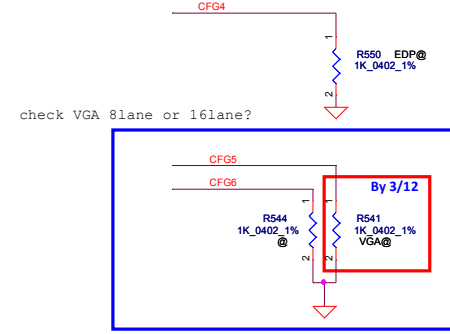 CFG4
1
R550 EDP@
1K_0402_1%
2
check VGA 8lane or 16lane?
CFG5
CFG6
By 3/12
1
1
R544
1K_0402_1%
@
R541
1K_0402_1%
VGA@
2
2